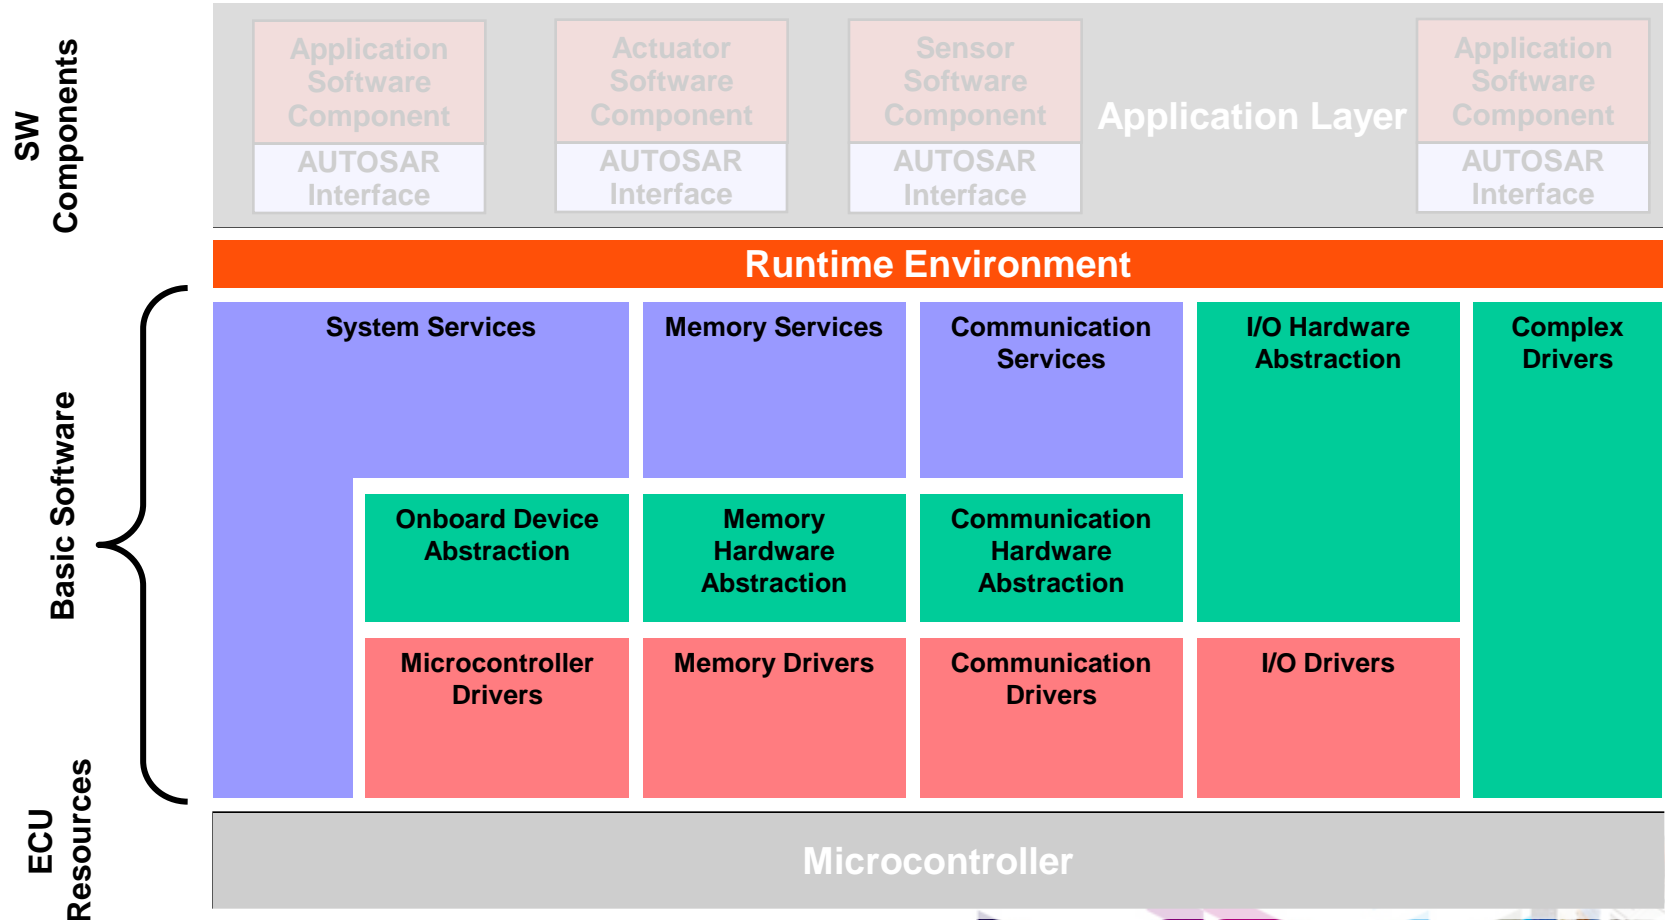 SW
Components
Application
Software
Component
AUTOSAR
Interface
Actuator
Software
Component
AUTOSAR
Interface
Sensor
Software
Component
AUTOSAR
Interface
Application Layer
Application
Software
Component
AUTOSAR
Interface
Runtime Environment
Basic Software
System Services
Memory Services
Communication
Services
I/O Hardware
Abstraction
Complex
Drivers
Onboard Device
Abstraction
Memory
Hardware
Abstraction
Communication
Hardware
Abstraction
Microcontroller
Drivers
Memory Drivers
Communication
Drivers
I/O Drivers
ECU
Resources
Microcontroller